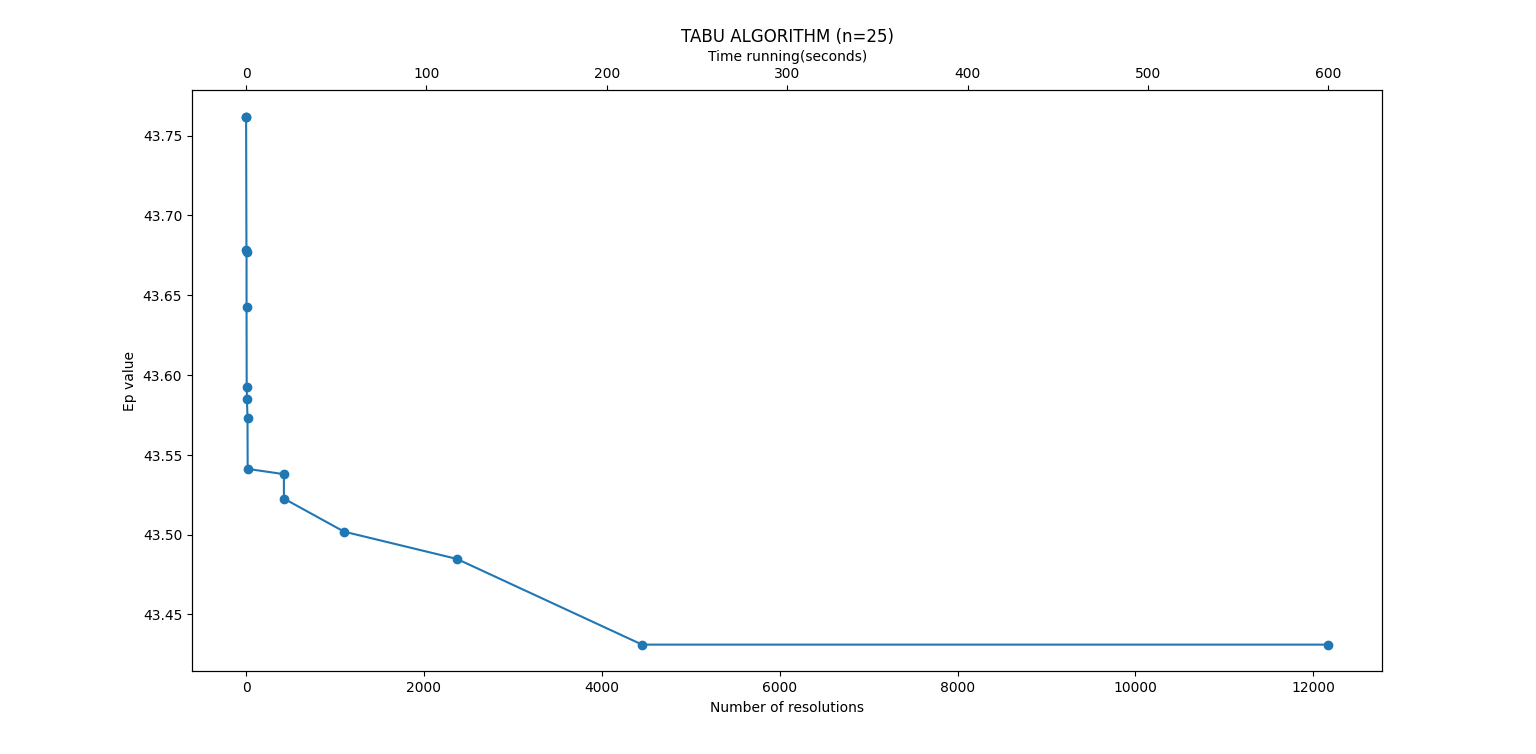 TABU ALGORITHM (n=25)
Time running(seconds)
0 100 200 300 400 500 600
43.75
43.70
43.65
43.60
43.55
43.50
43.45
Ep value
0 2000 4000 6000 8000 10000 12000
Number of resolutions